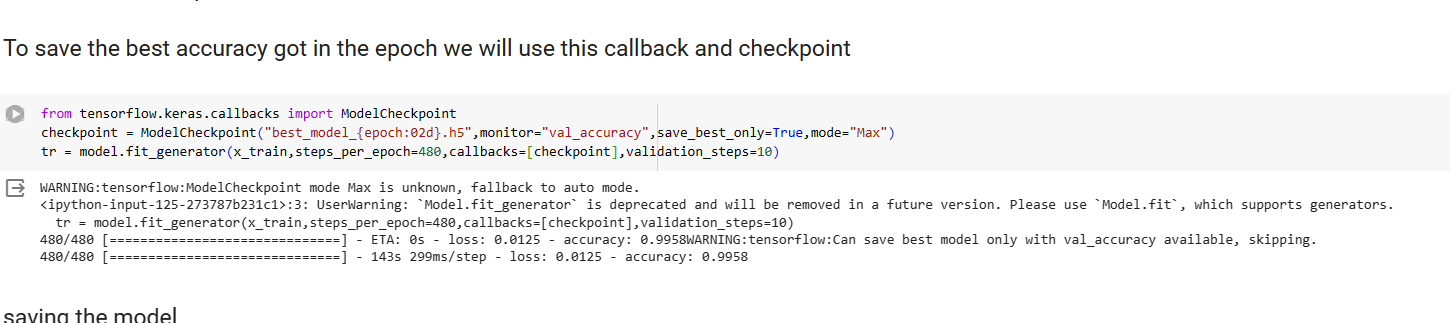 To save the best accuracy got in the epoch we will use this callback and checkpoint
from tensorflow.keras.callbacks import ModelCheckpoint
checkpoint = ModelCheckpoint("best_model_{epoch:02d}.h5",monitor="val_accuracy",save_best_only=True,mode="Max")
tr = model.fit_generator(x_train,steps_per_epoch=480,callbacks=[checkpoint],validation_steps=10)
WARNING:tensorflow:ModelCheckpoint mode Max is unknown, fallback to auto mode.
<ipython-input-125-273787b231c1>:3: UserWarning: `Model.fit_generator` is deprecated and will be removed in a future version. Please use `Model.fit`, which supports generators.
  tr = model.fit_generator(x_train,steps_per_epoch=480,callbacks=[checkpoint],validation_steps=10)
480/480 [==============================] - ETA: 0s - loss: 0.0125 - accuracy: 0.9958WARNING:tensorflow:Can save best model only with val_accuracy available, skipping.
480/480 [==============================] - 143s 299ms/step - loss: 0.0125 - accuracy: 0.9958
saving the model